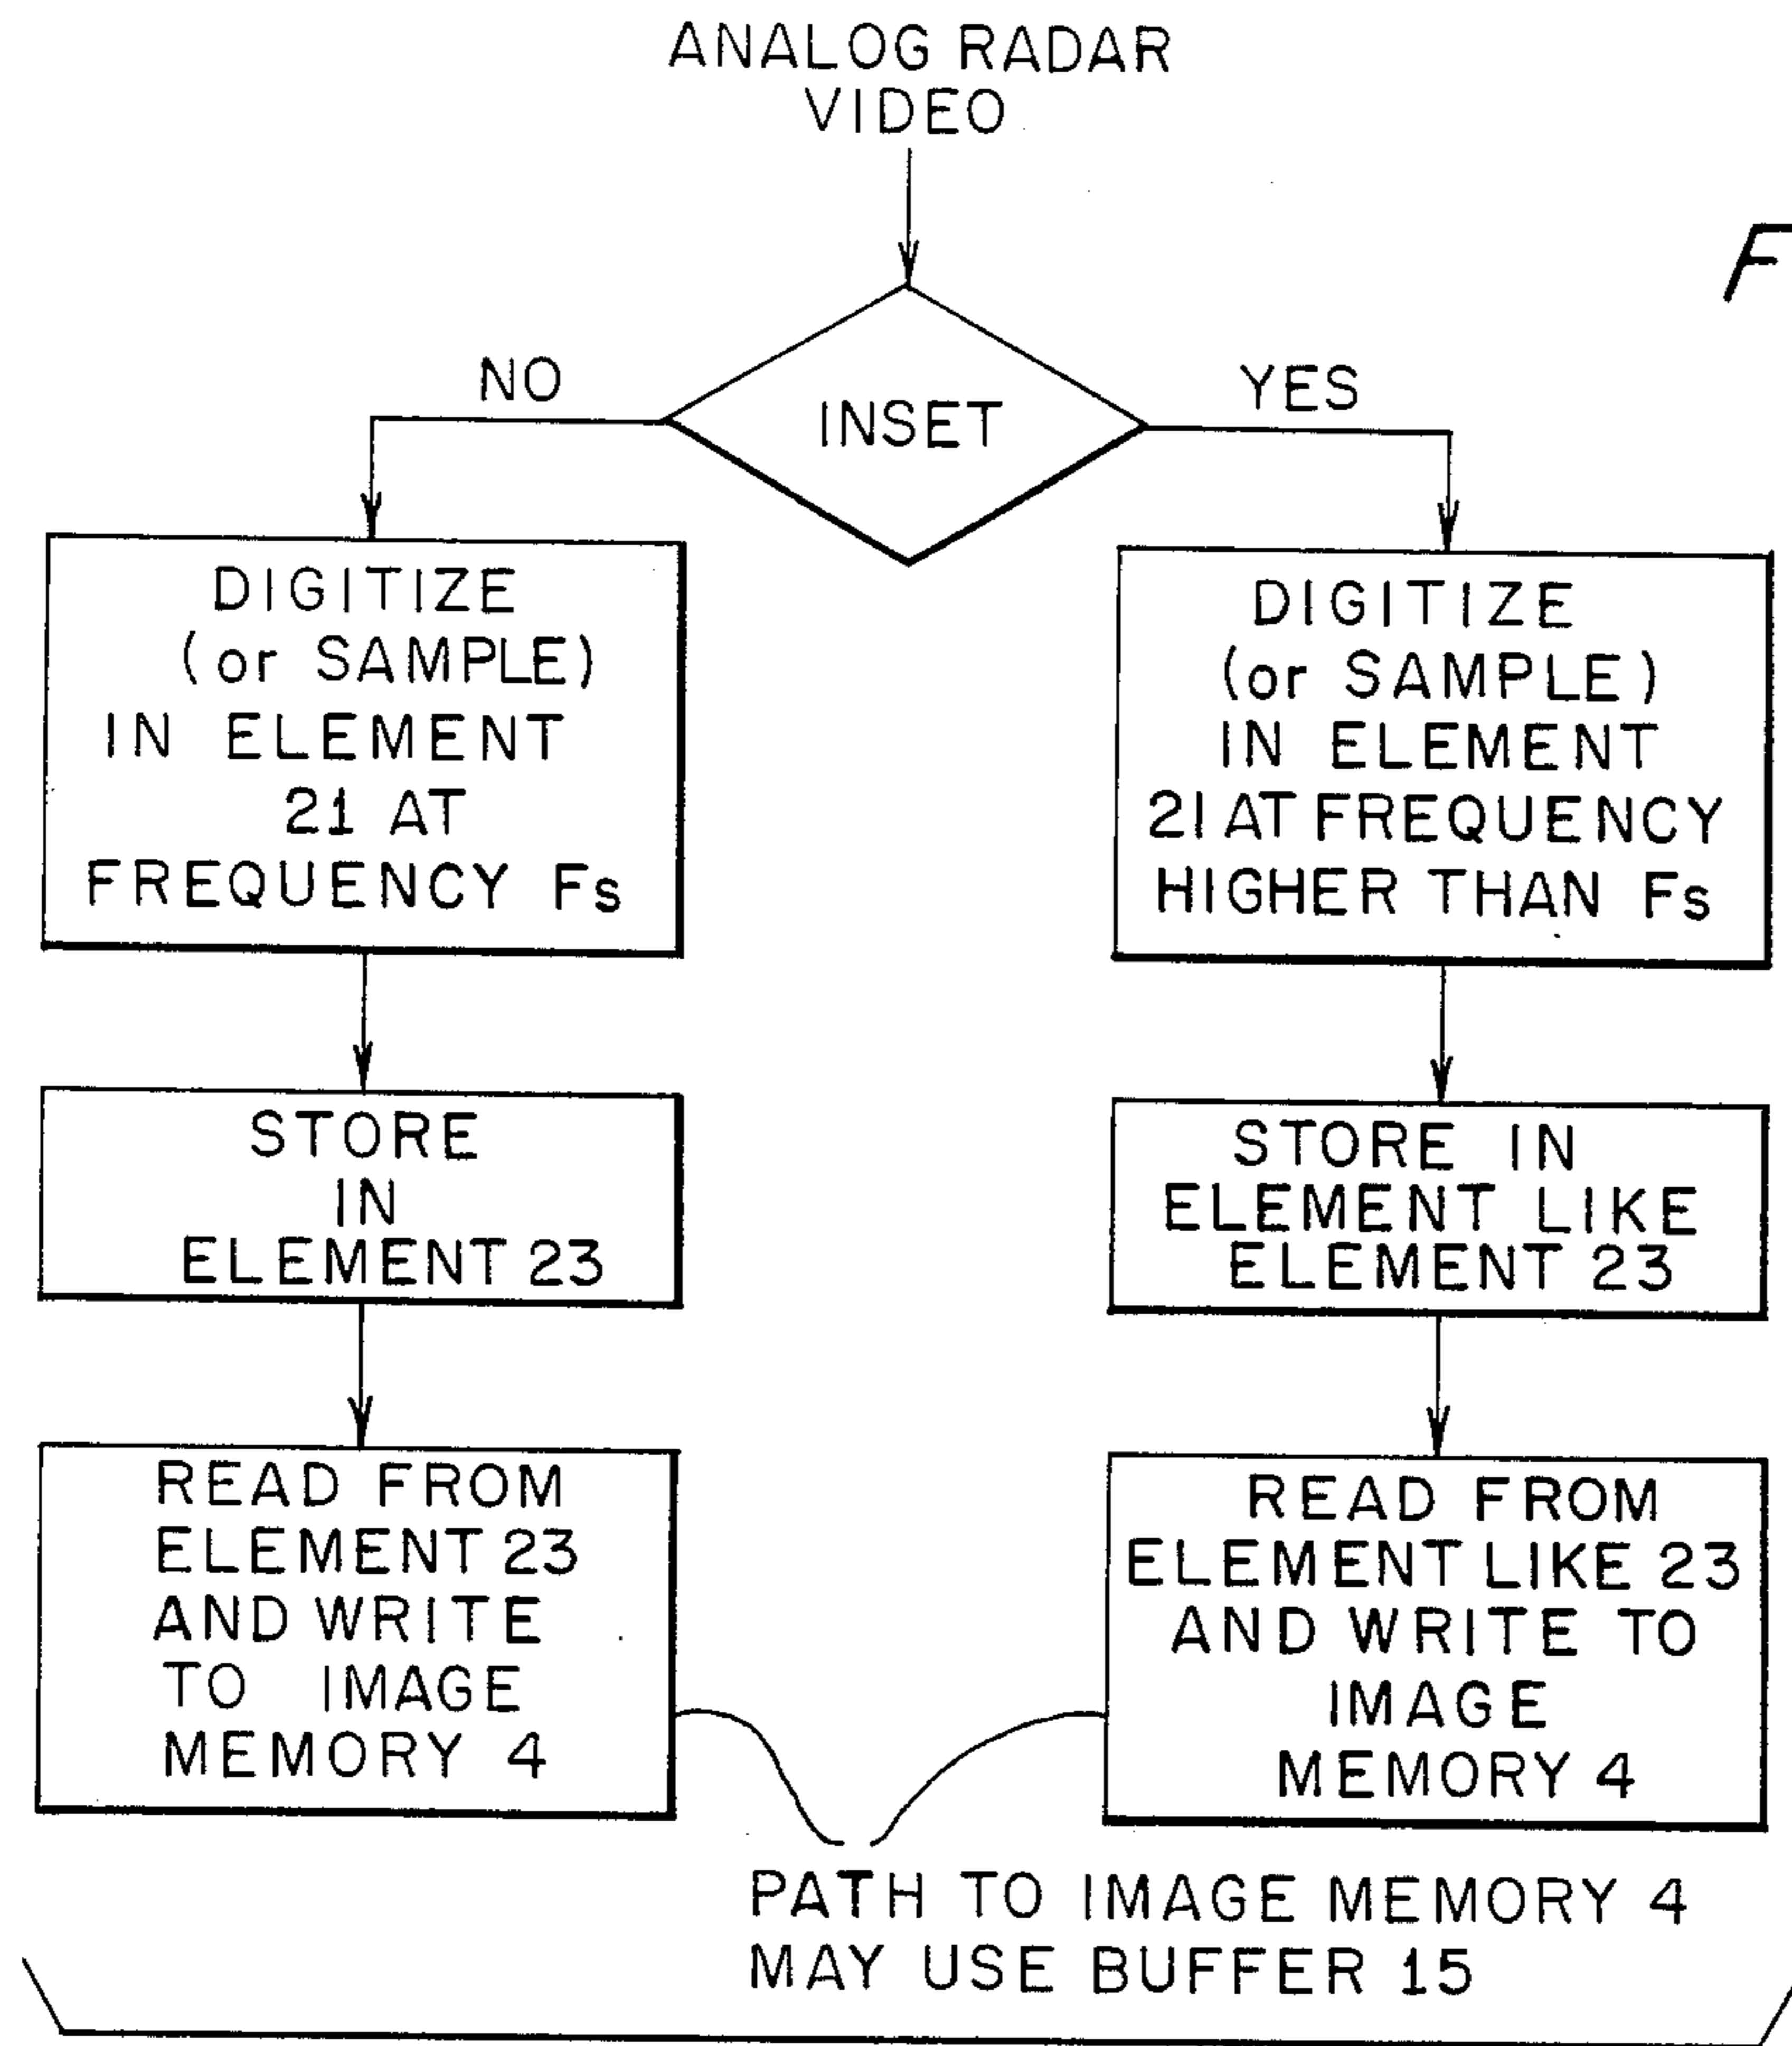 ANALOG RADAR
VIDEO
F
NO
YES
INSET
DIGITIZE
(or SAMPLE)
IN ELEMENT
21 AT
FREQUENCY Fs
DIGITIZE
(or SAMPLE)
IN ELEMENT
21 AT FREQUENCY
HIGHER THAN Fs
STORE
IN
ELEMENT 23
STORE IN
ELEMENT LIKE
ELEMENT 23
READ FROM
ELEMENT 23
AND WRITE
TO IMAGE
MEMORY 4
READ FROM
ELEMENT LIKE 23
AND WRITE TO
IMAGE
MEMORY 4
PATH TO IMAGE MEMORY 4
MAY USE BUFFER 15